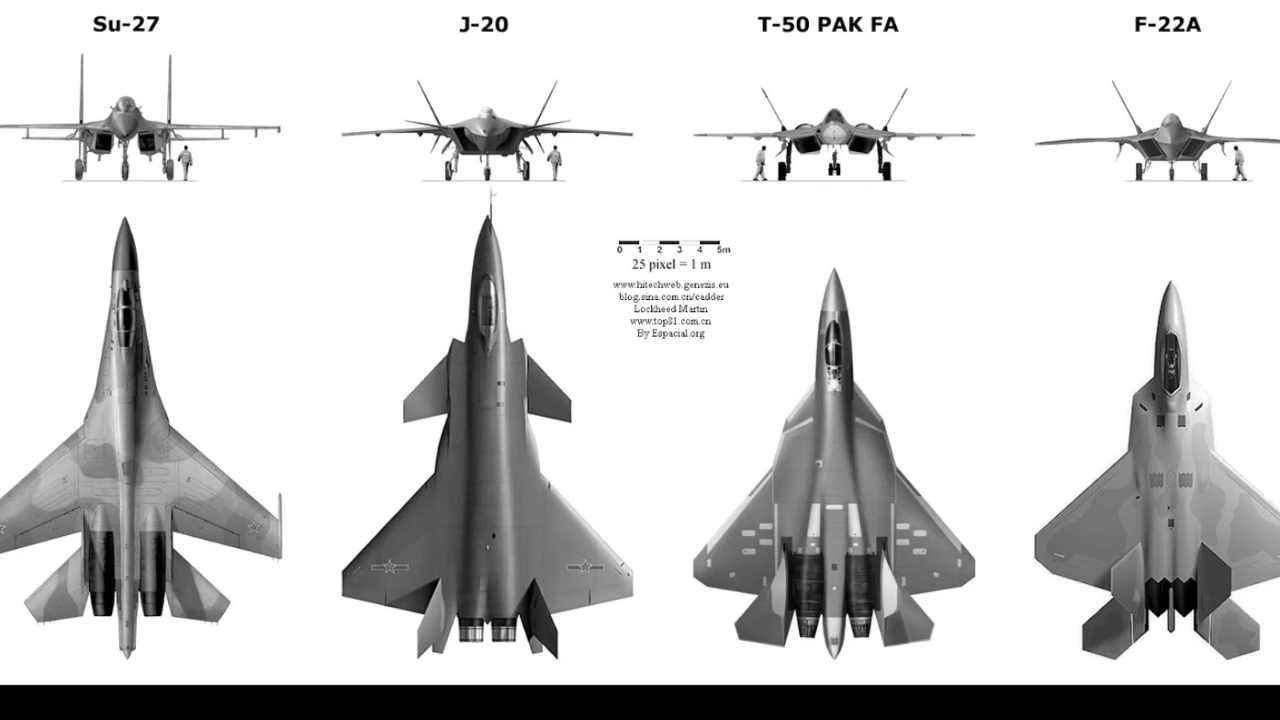 Su-27
J-20
T-50 PAK FA
F-22A
0 1 2 3 4 5m
25 pixel = 1 m
www.hitechweb.genezis.eu
blog.sina.com.cn/cadder
Lockheed Martin
www.top81.com.cn
By Espacial.org